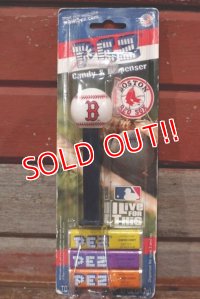 PEZ
Candy & Dispenser
B
BOSTON
RED SOX
SOLD OUT!!
I LIVE
FOR
THIS
PEZ
PEZ
PEZ